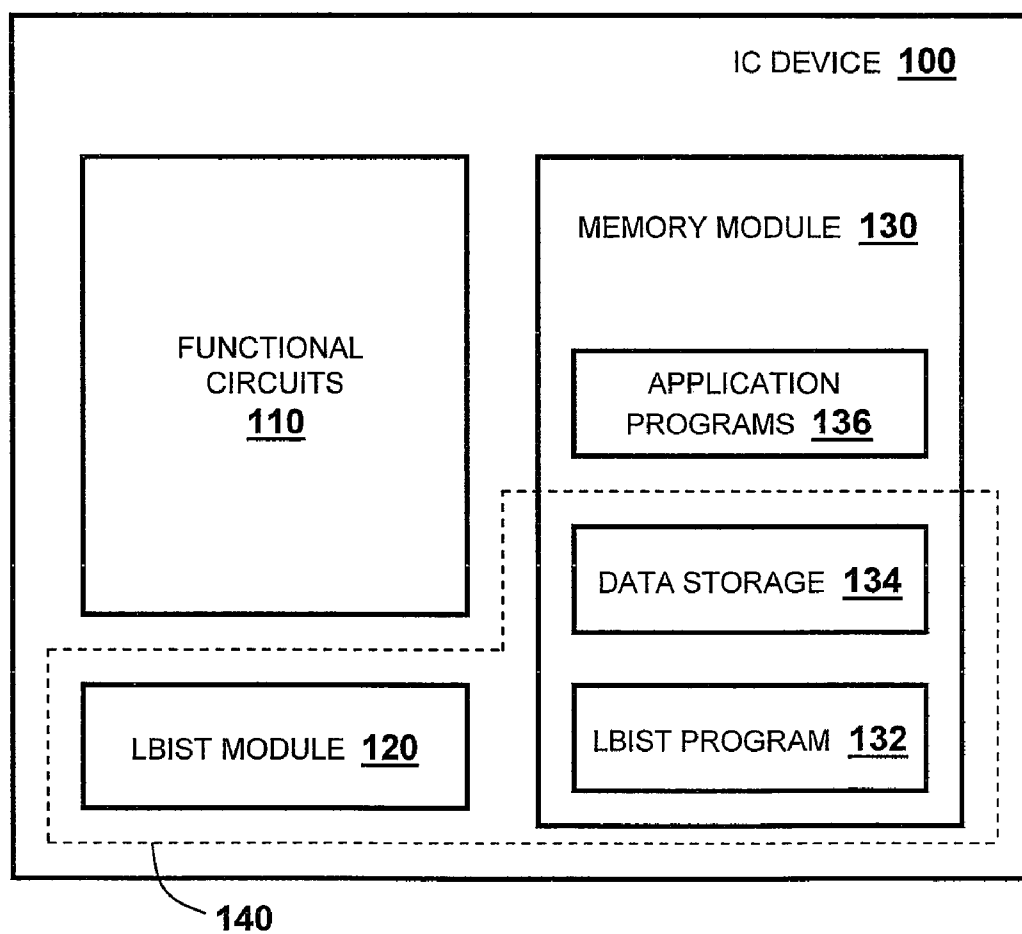 IC DEVICE 100
FUNCTIONAL
CIRCUITS
110
MEMORY MODULE 130
APPLICATION
PROGRAMS 136
DATA STORAGE 134
LBIST MODULE 120
LBIST PROGRAM 132
140